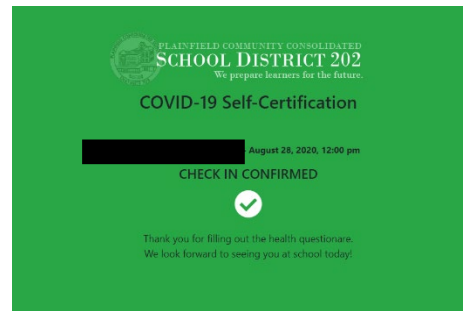 PLAINFIELD COMMUNITY CONSOLIDATED
SCHOOL DISTRICT 202
We prepare learners for the future.
COVID-19 Self-Certification
August 28, 2020, 12:00 pm
CHECK IN CONFIRMED
Thank you for filling out the health questionare.
We look forward to seeing you at school today!